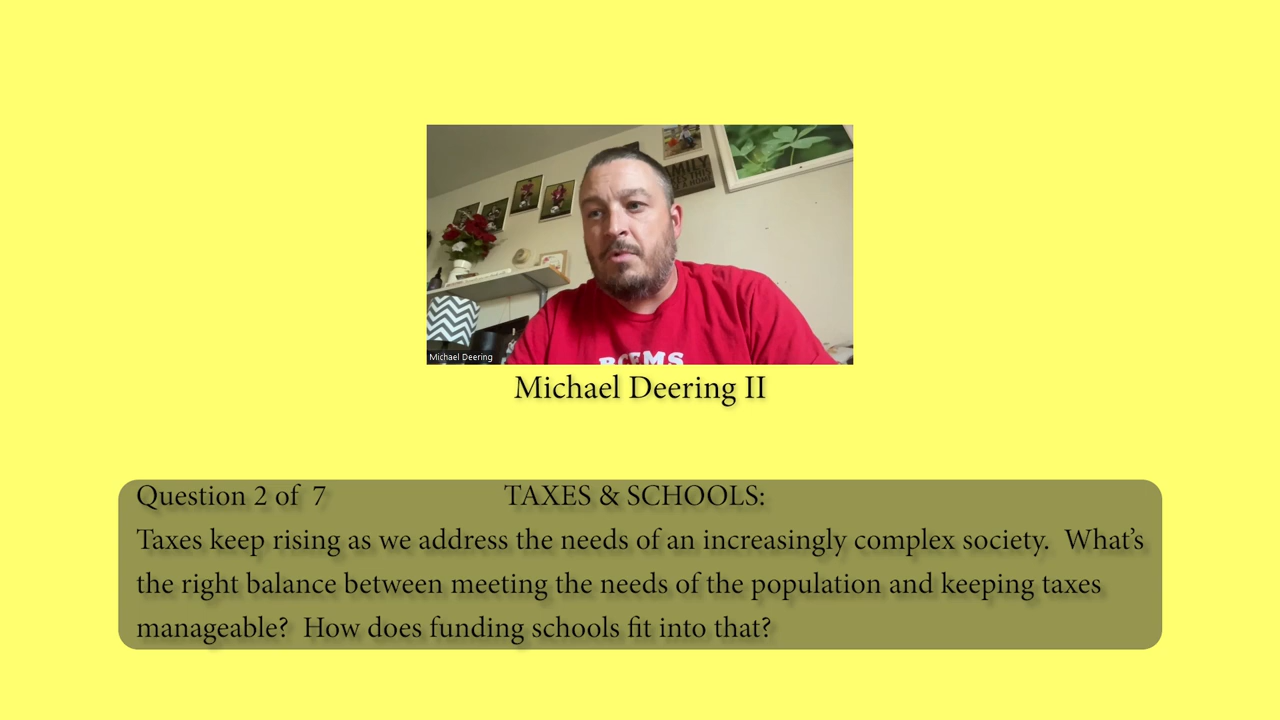 FAMILY
Michael Deering
Michael Deering II
Question 2 of 7 TAXES & SCHOOLS:
Taxes keep rising as we address the needs of an increasingly complex society. What's
the right balance between meeting the needs of the population and keeping taxes
manageable? How does funding schools fit into that?